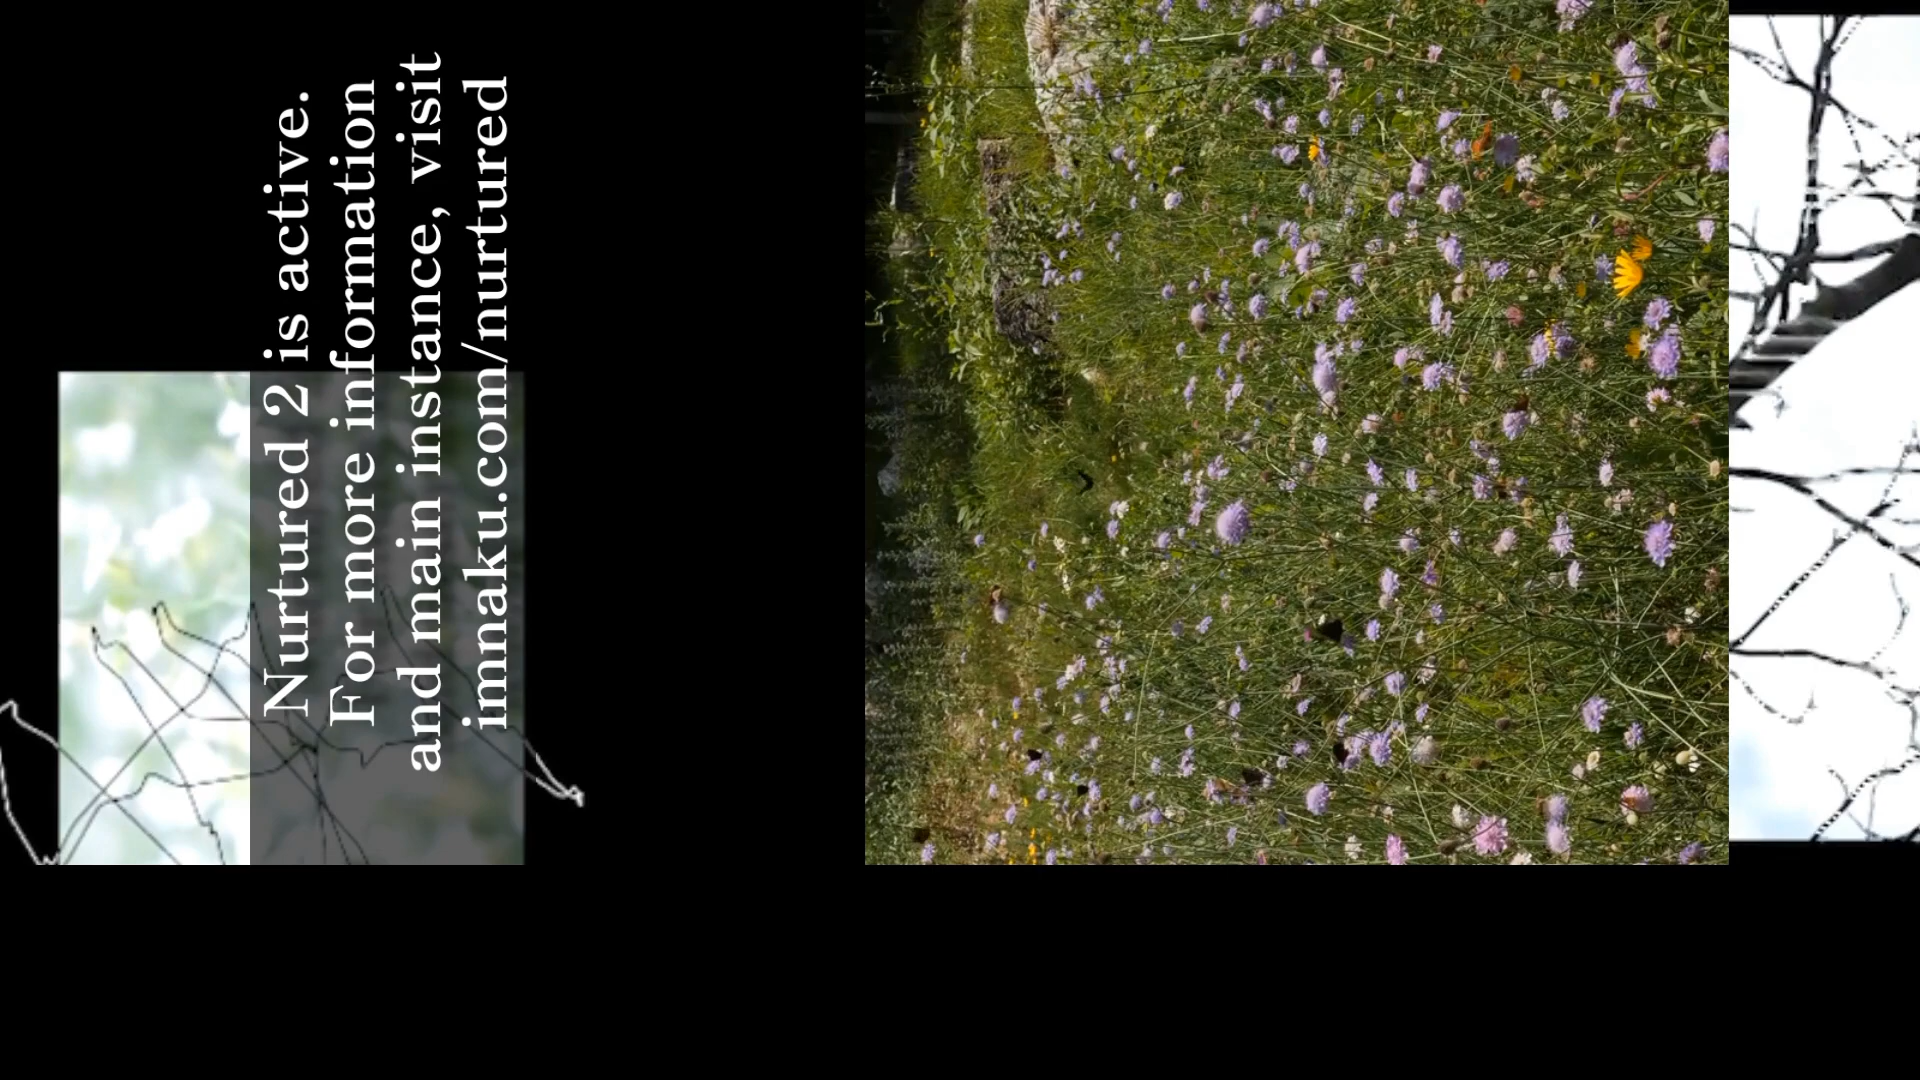 Nurtured 2 is active.
For more information
and main instance, visit
imnaku.com/nurtured